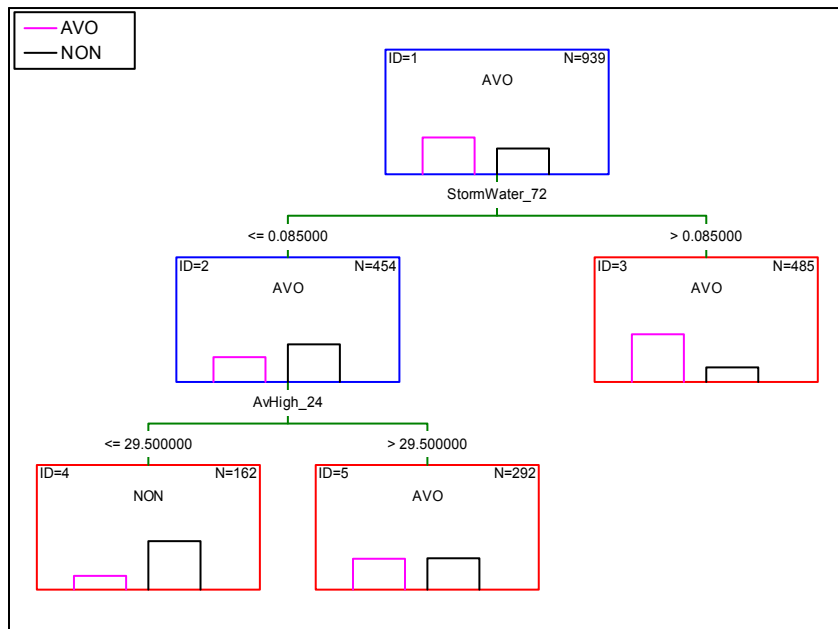 AVO
NON
ID=1 N=939
AVO
StormWater_72
<= 0.085000 > 0.085000
ID=2 N=454
AVO
ID=3 N=485
AVO
AvHigh_24
<= 29.500000 > 29.500000
ID=4 N=162
NON
ID=5 N=292
AVO